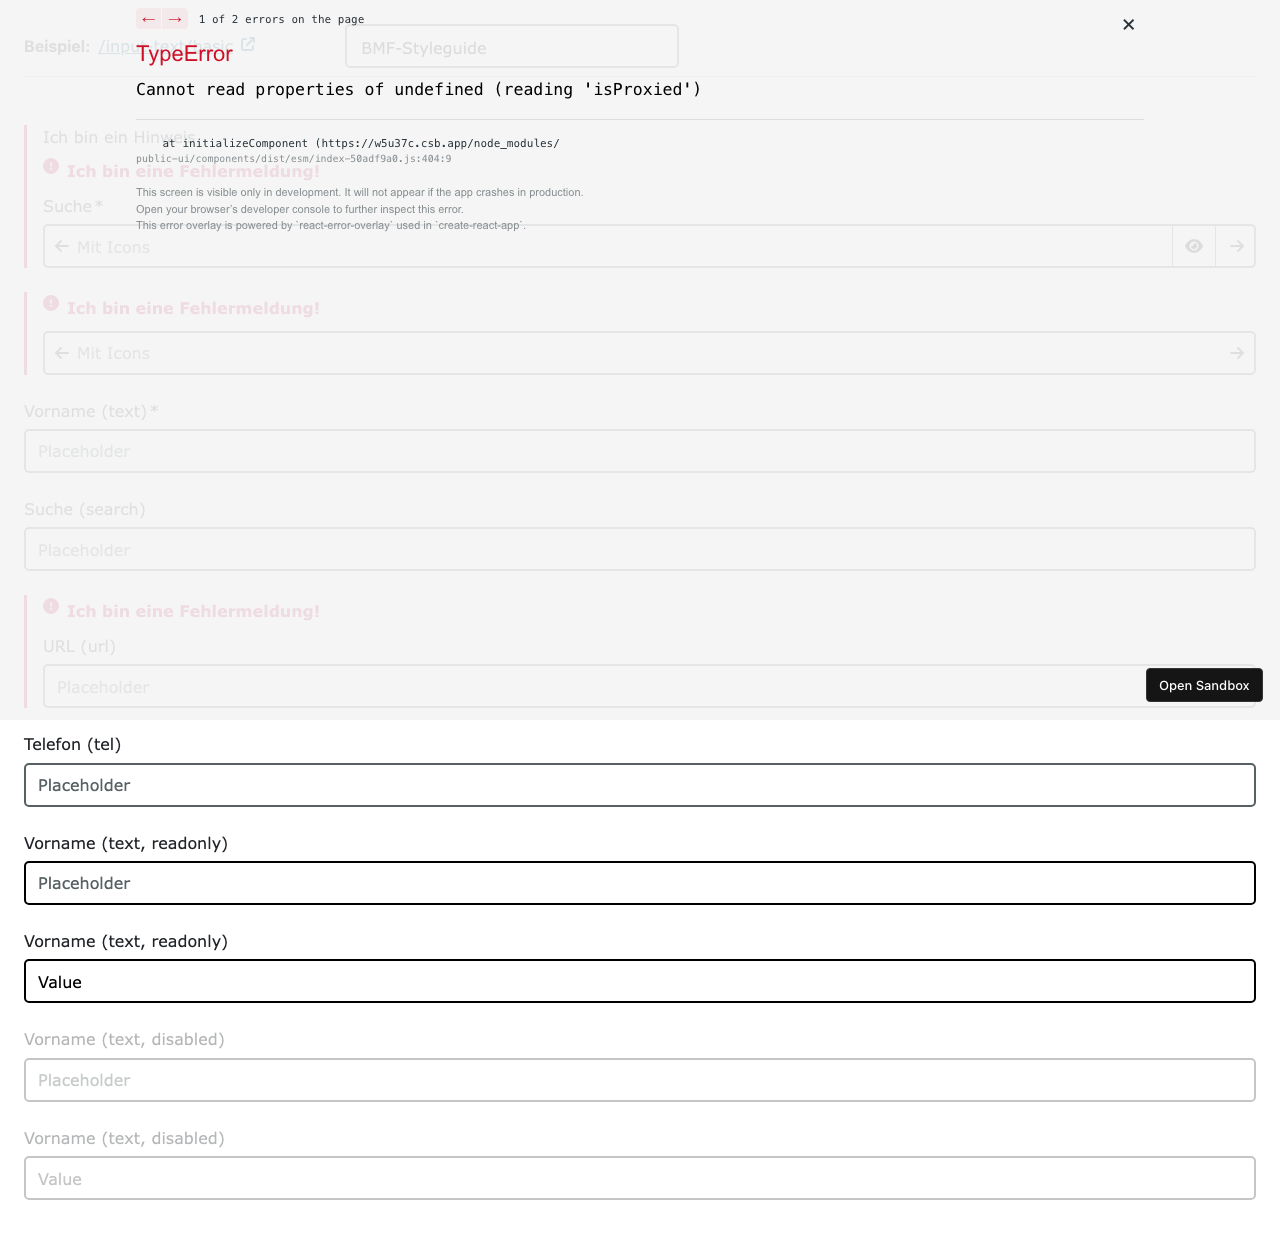 ← → 1 of 2 errors on the page
×
Beispiel: /input-text/basic
BMF-Styleguide
TypeError
Cannot read properties of undefined (reading 'isProxied')
Ich bin ein Hinweis.
at initializeComponent (https://w5u37c.csb.app/node_modules/
public-ui/components/dist/esm/index-50adf9a0.js:404:9
Ich bin eine Fehlermeldung!
This screen is visible only in development. It will not appear if the app crashes in production.
Suche*
Open your browser’s developer console to further inspect this error.
This error overlay is powered by `react-error-overlay` used in `create-react-app`.
Mit Icons
Ich bin eine Fehlermeldung!
Mit Icons
Vorname (text)*
Placeholder
Suche (search)
Placeholder
Ich bin eine Fehlermeldung!
URL (url)
Placeholder
Open Sandbox
Telefon (tel)
Placeholder
Vorname (text, readonly)
Placeholder
Vorname (text, readonly)
Value
Vorname (text, disabled)
Placeholder
Vorname (text, disabled)
Value